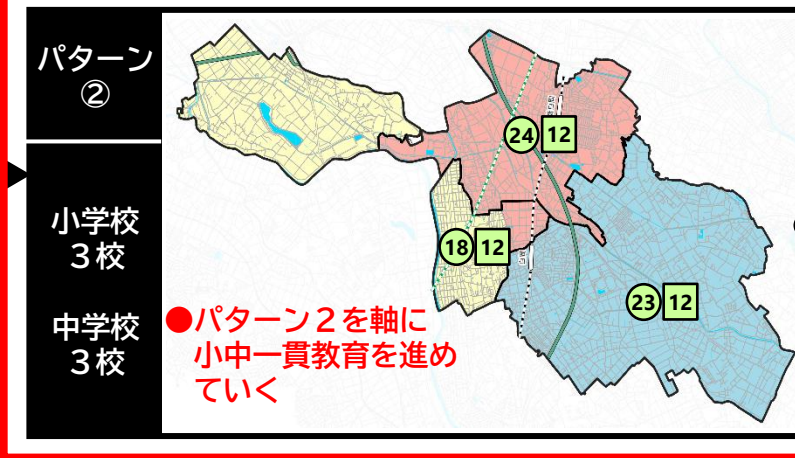 パターン
②
小学校
３校
中学校
３校
24 12
18 12
23 12
●パターン２を軸に
小中一貫教育を進め
ていく